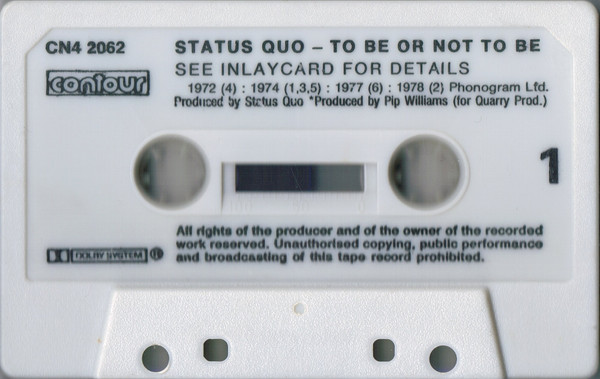 CN4 2062
STATUS QUO – TO BE OR NOT TO BE
contour
SEE INLAYCARD FOR DETAILS
1972 (4) : 1974 (1,3,5) : 1977 (6) : 1978 (2) Phonogram Ltd.
Produced by Status Quo *Produced by Pip Williams (for Quarry Prod.)
1
All rights of the producer and of the owner of the recorded
work reserved. Unauthorised copying, public performance
and broadcasting of this tape record prohibited.
DOLBY SYSTEM ®